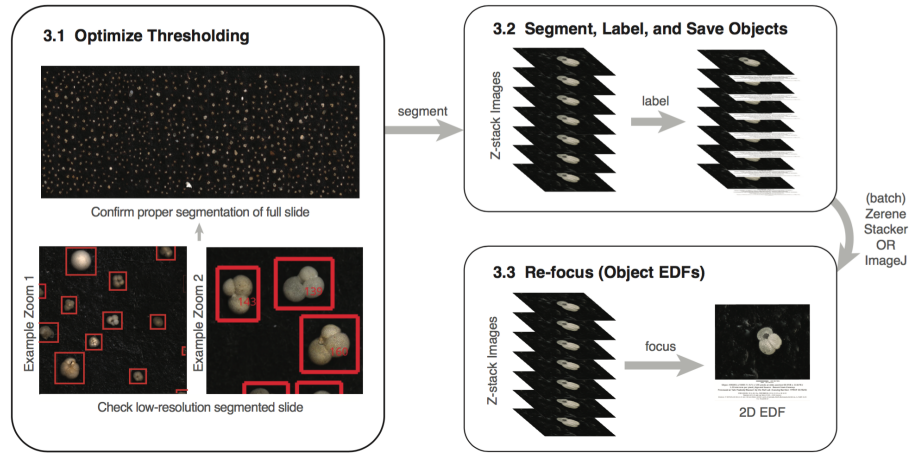 3.1 Optimize Thresholding
Confirm proper segmentation of full slide
Example Zoom 1
Example Zoom 2
Check low-resolution segmented slide
segment
3.2 Segment, Label, and Save Objects
Z-stack Images
label
(batch)
Zerene
Stacker
OR
ImageJ
3.3 Re-focus (Object EDFs)
Z-stack Images
focus
2D EDF